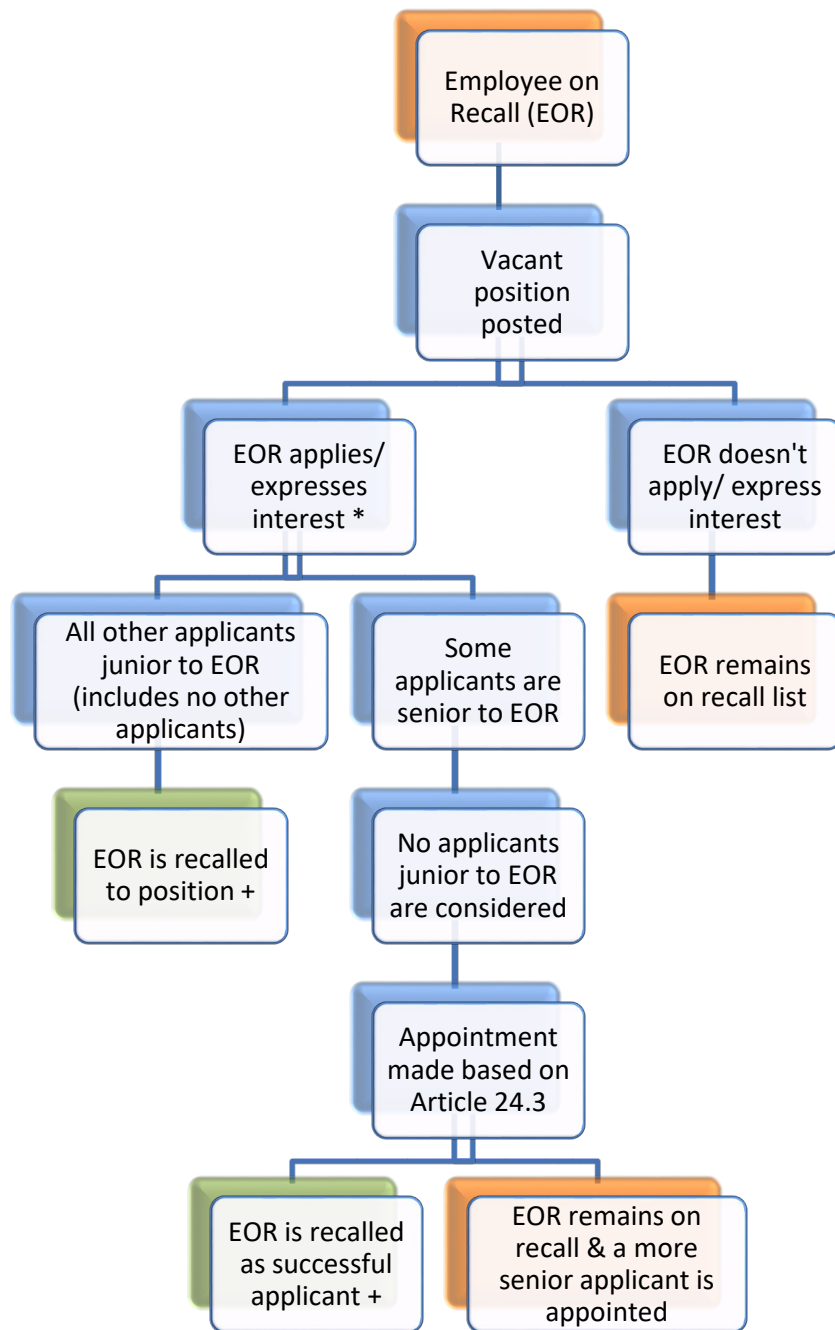 Employee on
Recall (EOR)
Vacant
position
posted
EOR applies/
expresses
interest *
EOR doesn't
apply/ express
interest
All other applicants
junior to EOR
(includes no other
applicants)
Some
applicants are
senior to EOR
EOR remains
on recall list
EOR is recalled
to position +
No applicants
junior to EOR
are considered
Appointment
made based on
Article 24.3
EOR is recalled
as successful
applicant +
EOR remains on
recall & a more
senior applicant is
appointed